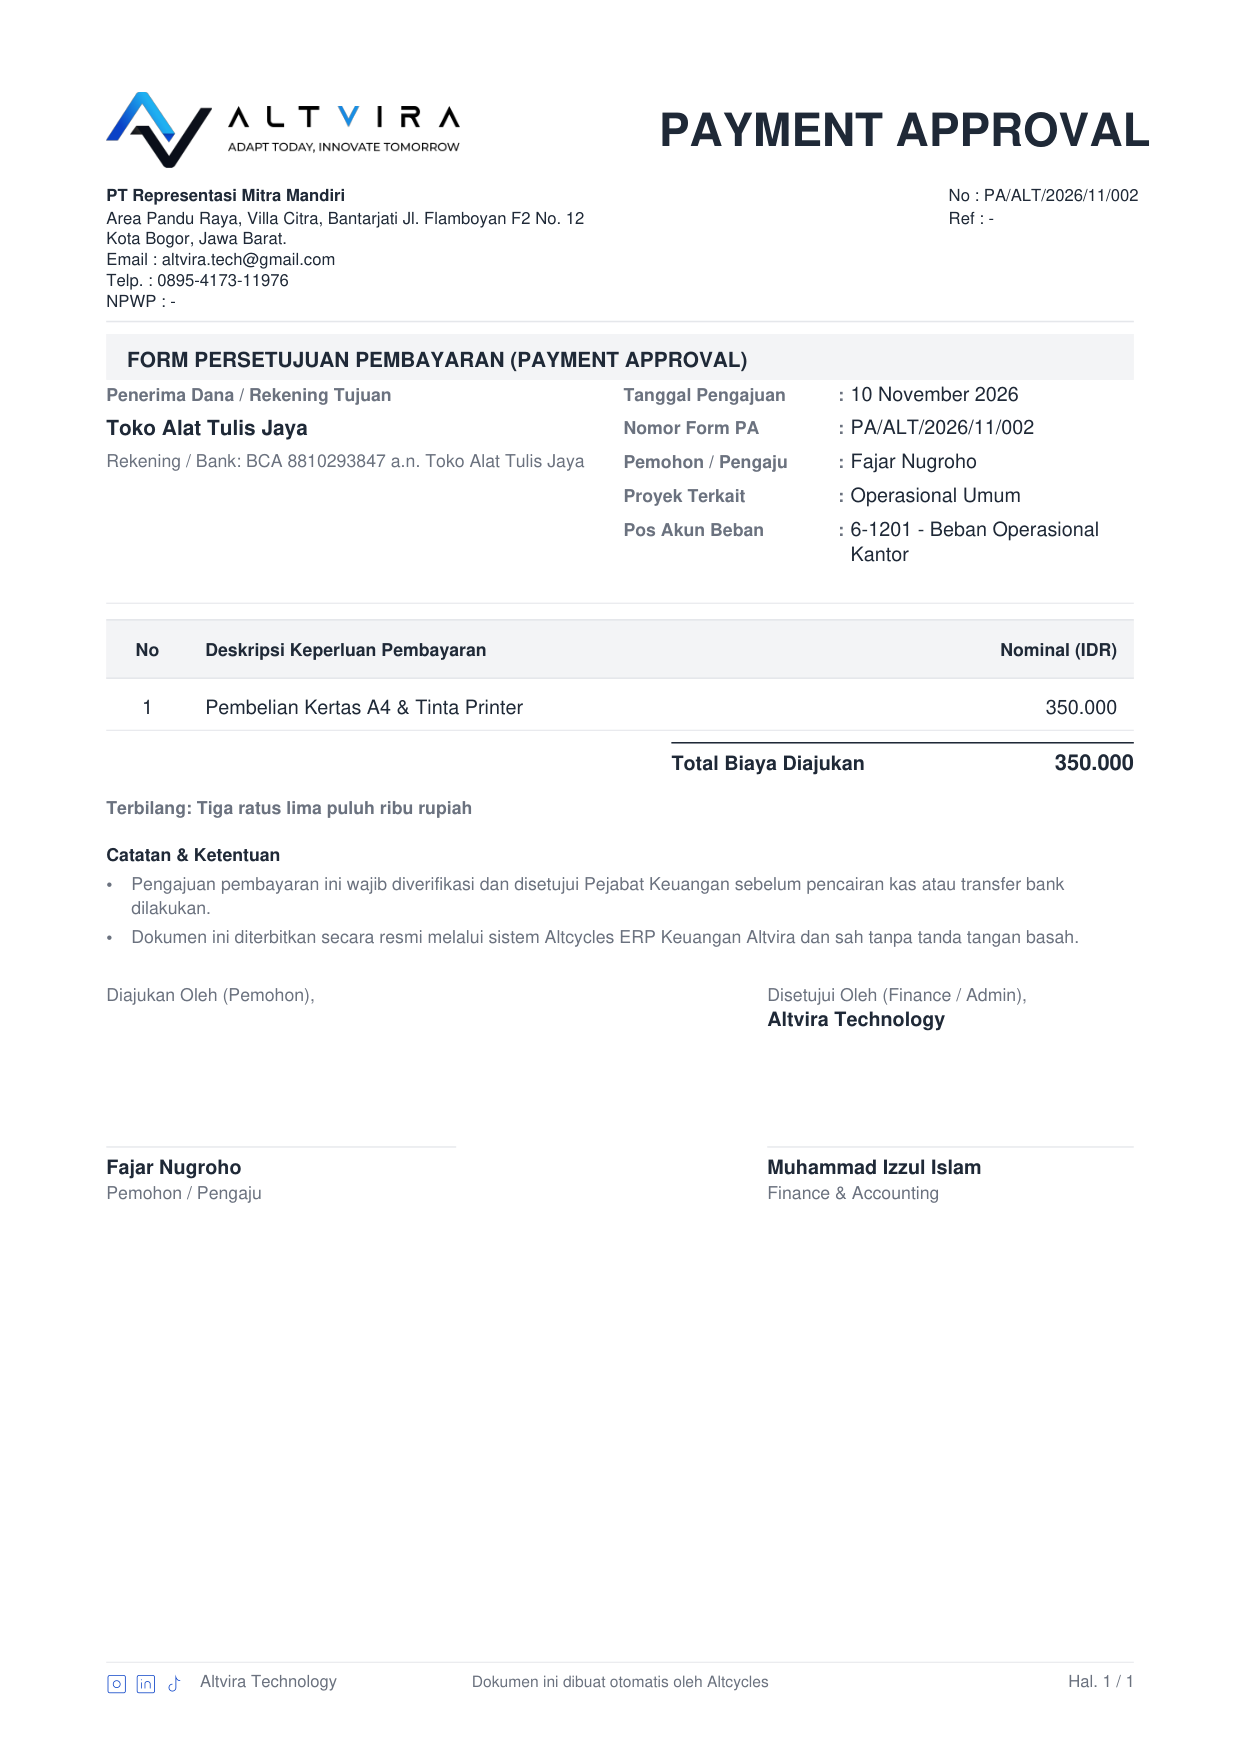 ALTVIRA
ADAPT TODAY, INNOVATE TOMORROW
PAYMENT APPROVAL
PT Representasi Mitra Mandiri
Area Pandu Raya, Villa Citra, Bantarjati Jl. Flamboyan F2 No. 12
Kota Bogor, Jawa Barat.
Email : altvira.tech@gmail.com
Telp. : 0895-4173-11976
NPWP : -
No : PA/ALT/2026/11/002
Ref : -
FORM PERSETUJUAN PEMBAYARAN (PAYMENT APPROVAL)
Penerima Dana / Rekening Tujuan
Toko Alat Tulis Jaya
Rekening / Bank: BCA 8810293847 a.n. Toko Alat Tulis Jaya
Tanggal Pengajuan : 10 November 2026
Nomor Form PA : PA/ALT/2026/11/002
Pemohon / Pengaju : Fajar Nugroho
Proyek Terkait : Operasional Umum
Pos Akun Beban : 6-1201 - Beban Operasional
Kantor
No Deskripsi Keperluan Pembayaran Nominal (IDR)
1 Pembelian Kertas A4 & Tinta Printer 350.000
Total Biaya Diajukan 350.000
Terbilang: Tiga ratus lima puluh ribu rupiah
Catatan & Ketentuan
• Pengajuan pembayaran ini wajib diverifikasi dan disetujui Pejabat Keuangan sebelum pencairan kas atau transfer bank
dilakukan.
• Dokumen ini diterbitkan secara resmi melalui sistem Altcycles ERP Keuangan Altvira dan sah tanpa tanda tangan basah.
Diajukan Oleh (Pemohon),
Disetujui Oleh (Finance / Admin),
Altvira Technology
Fajar Nugroho
Pemohon / Pengaju
Muhammad Izzul Islam
Finance & Accounting
Altvira Technology Dokumen ini dibuat otomatis oleh Altcycles Hal. 1 / 1